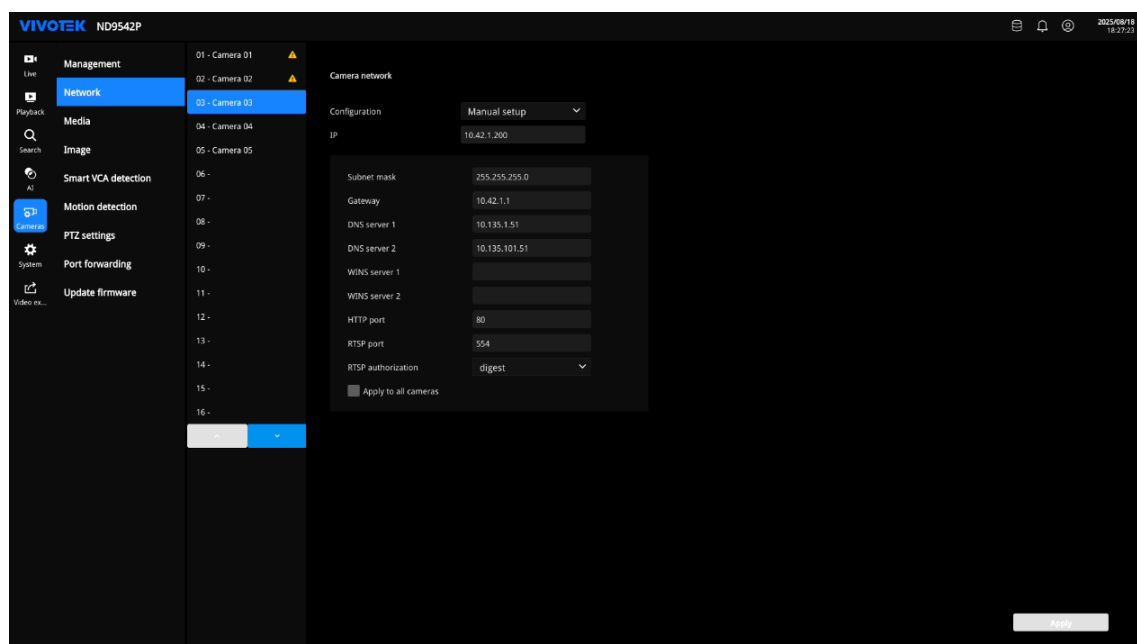 VIVOTEK ND9542P
2025/08/18
18:27:23
Live
Playback
Search
AI
Cameras
System
Video ex...
Management
Network
Media
Image
Smart VCA detection
Motion detection
PTZ settings
Port forwarding
Update firmware
01 - Camera 01
02 - Camera 02
03 - Camera 03
04 - Camera 04
05 - Camera 05
06 -
07 -
08 -
09 -
10 -
11 -
12 -
13 -
14 -
15 -
16 -
Camera network
Configuration Manual setup
IP 10.42.1.200
Subnet mask 255.255.255.0
Gateway 10.42.1.1
DNS server 1 10.135.1.51
DNS server 2 10.135.101.51
WINS server 1
WINS server 2
HTTP port 80
RTSP port 554
RTSP authorization digest
Apply to all cameras
Apply